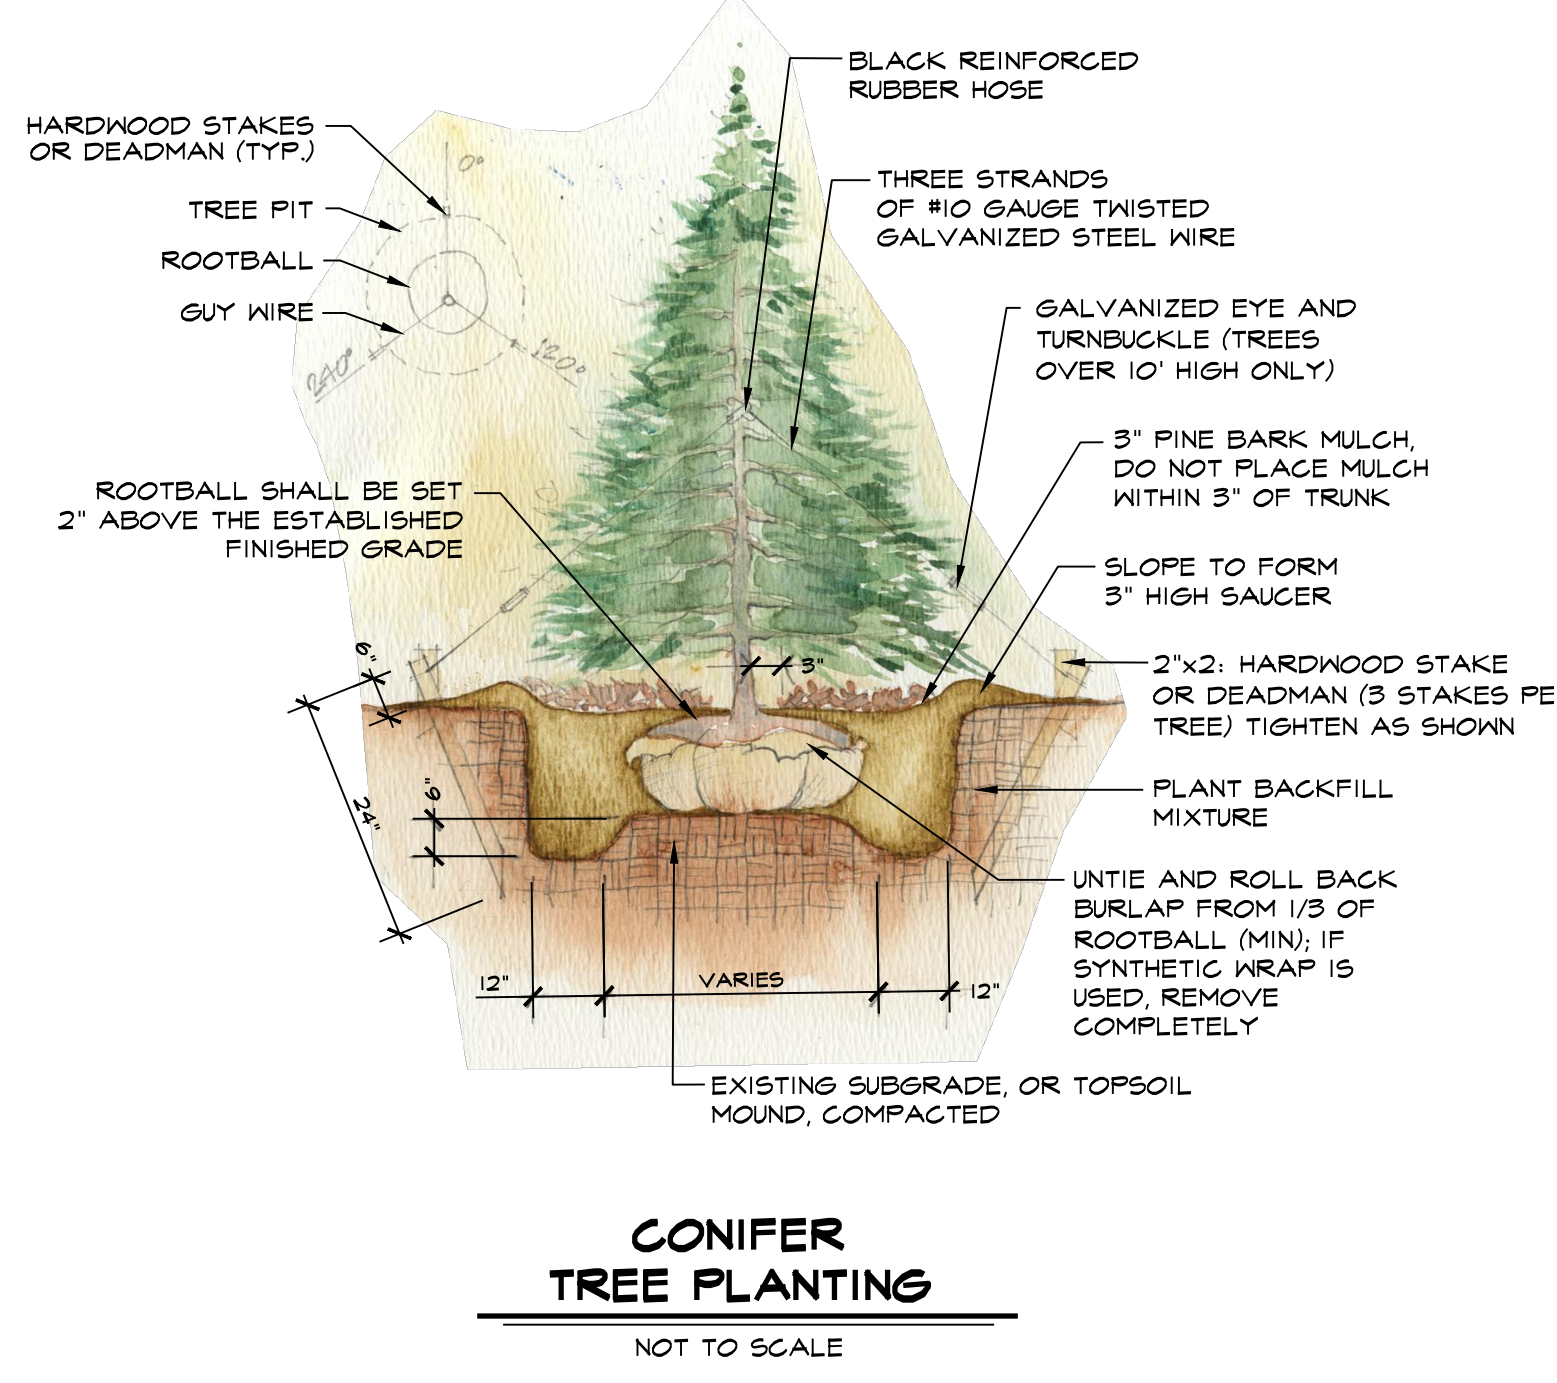 BLACK REINFORCED
RUBBER HOSE
HARDWOOD STAKES
OR DEADMAN (TYP.)
0°
TREE PIT
ROOTBALL
GUY WIRE
240°
120°
THREE STRANDS
OF #10 GAUGE TWISTED
GALVANIZED STEEL WIRE
GALVANIZED EYE AND
TURNBUCKLE (TREES
OVER 10' HIGH ONLY)
3" PINE BARK MULCH,
DO NOT PLACE MULCH
WITHIN 3" OF TRUNK
ROOTBALL SHALL BE SET
2" ABOVE THE ESTABLISHED
FINISHED GRADE
SLOPE TO FORM
3" HIGH SAUCER
6"
3"
2"x2: HARDWOOD STAKE
OR DEADMAN (3 STAKES PE
TREE) TIGHTEN AS SHOWN
24"
6"
PLANT BACKFILL
MIXTURE
UNTIE AND ROLL BACK
BURLAP FROM 1/3 OF
ROOTBALL (MIN); IF
SYNTHETIC WRAP IS
USED, REMOVE
COMPLETELY
12"
VARIES
12"
EXISTING SUBGRADE, OR TOPSOIL
MOUND, COMPACTED
CONIFER
TREE PLANTING
NOT TO SCALE